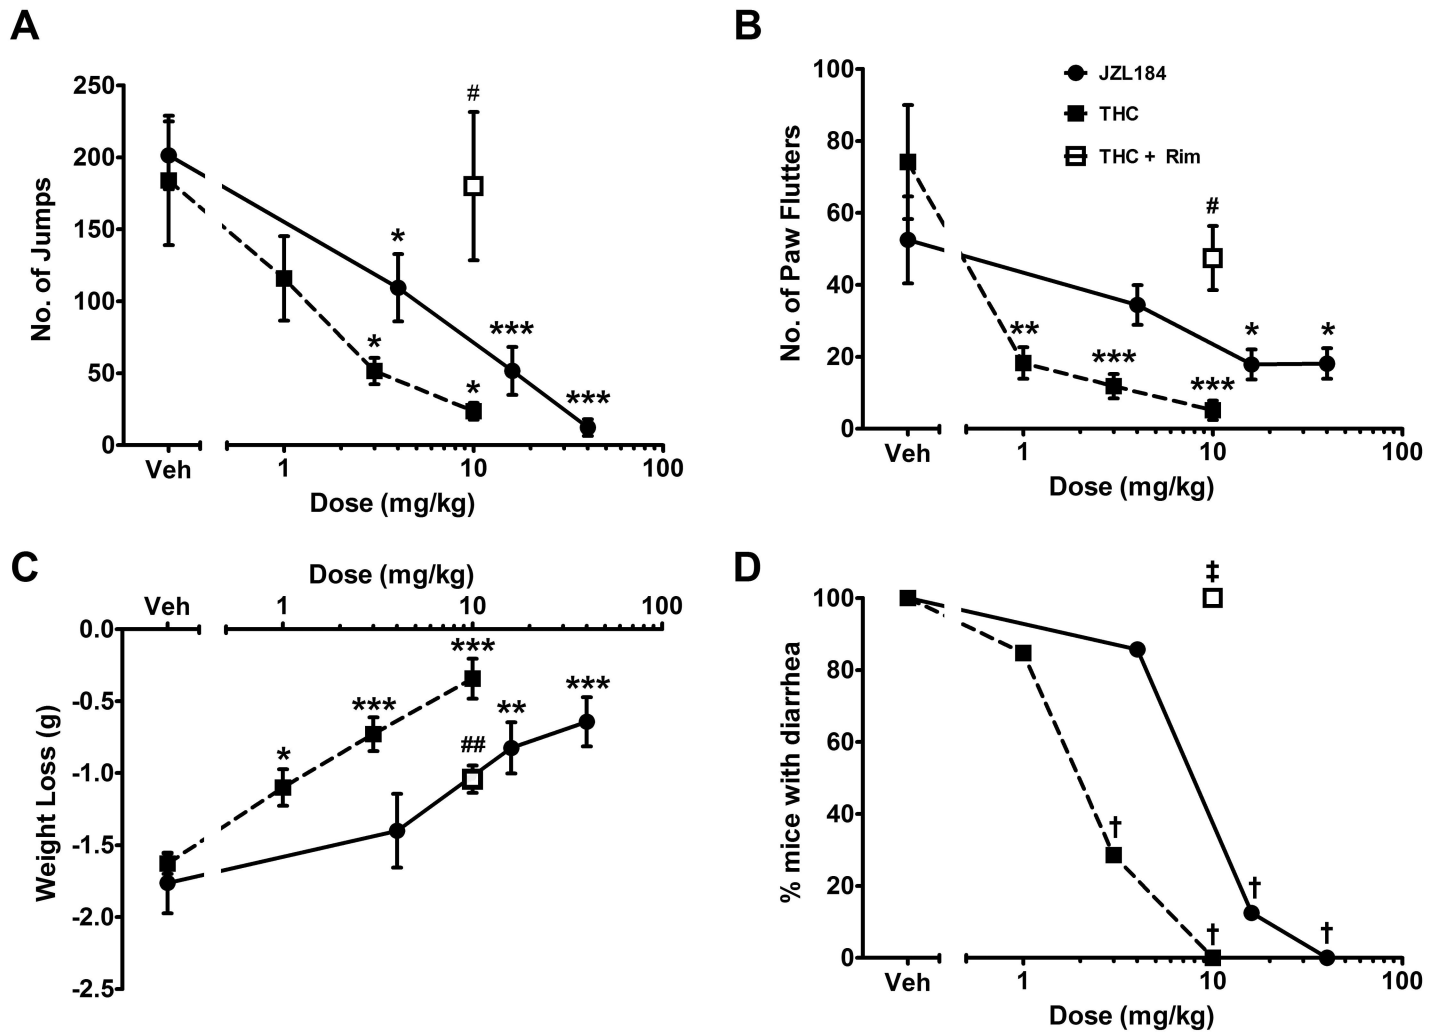 A
250
200
150
100
50
0
No. of Jumps
#
*
***
*
*
***
Veh 1 10 100
Dose (mg/kg)
B
100
80
60
40
20
0
No. of Paw Flutters
JZL184
THC
THC + Rim
#
**
***
***
*
*
Veh 1 10 100
Dose (mg/kg)
C
Dose (mg/kg)
Veh 1 10 100
0.0
-0.5
-1.0
-1.5
-2.0
-2.5
Weight Loss (g)
***
***
*
##
**
***
D
100
80
60
40
20
0
% mice with diarrhea
‡
†
†
†
†
Veh 1 10 100
Dose (mg/kg)